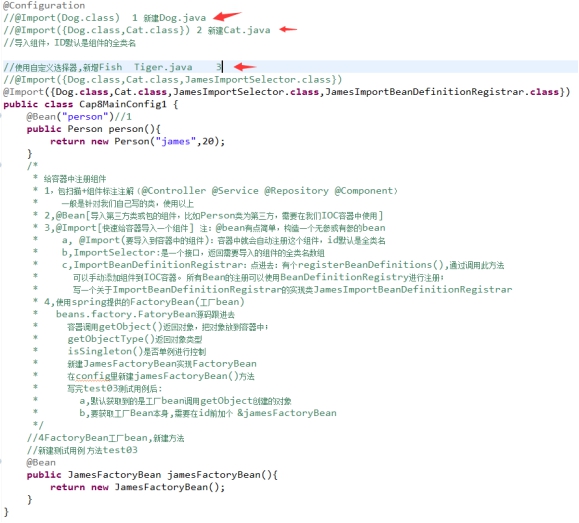 @Configuration
//@Import(Dog.class)  1 新建Dog.java
//@Import({Dog.class,Cat.class}) 2 新建Cat.java
//导入组件，ID默认是组件的全类名
//使用自定义选择器,新增Fish  Tiger.java   3
//@Import({Dog.class,Cat.class,JamesImportSelector.class})
@Import({Dog.class,Cat.class,JamesImportSelector.class,JamesImportBeanDefinitionRegistrar.class})
public class Cap8MainConfig1 {
@Bean("person")//1
public Person person(){
return new Person("james",20);
}
/*
* 给容器中注册组件
* 1，包扫描+组件标注注解（@Controller @Service @Repository @Component）
* 一般是针对我们自己写的类，使用以上
* 2,@Bean[导入第三方类或包的组件，比如Person类为第三方，需要在我们IOC容器中使用]
* 3,@Import[快速给容器导入一个组件] 注：@bean有点简单，构造一个无参或有参的bean
* a, @Import(要导入到容器中的组件)：容器中就会自动注册这个组件，id默认是全类名
* b,ImportSelector:是一个接口，返回需要导入的组件的全类名数组
* c,ImportBeanDefinitionRegistrar：点进去：有个registerBeanDefinitions(),通过调用此方法
* 可以手动添加组件到IOC容器。所有Bean的注册可以使用BeanDefinitionRegistry进行注册；
* 写一个关于ImportBeanDefinitionRegistrar的实现类JamesImportBeanDefinitionRegistrar
* 4,使用spring提供的FactoryBean(工厂bean)
* beans.factory.FatoryBean源码跟进去
* 容器调用getObject()返回对象，把对象放到容器中；
* getObjectType()返回对象类型
* isSingleton()是否单例进行控制
* 新建JamesFactoryBean实现FactoryBean
* 在config里新建jamesFactoryBean()方法
* 写完test03测试用例后：
* a,默认获取到的是工厂bean调用getObject创建的对象
* b,要获取工厂Bean本身,需要在id前加个 &jamesFactoryBean
*/
//4FactoryBean工厂bean,新建方法
//新建测试用例方法test03
@Bean
public JamesFactoryBean jamesFactoryBean(){
return new JamesFactoryBean();
}
}